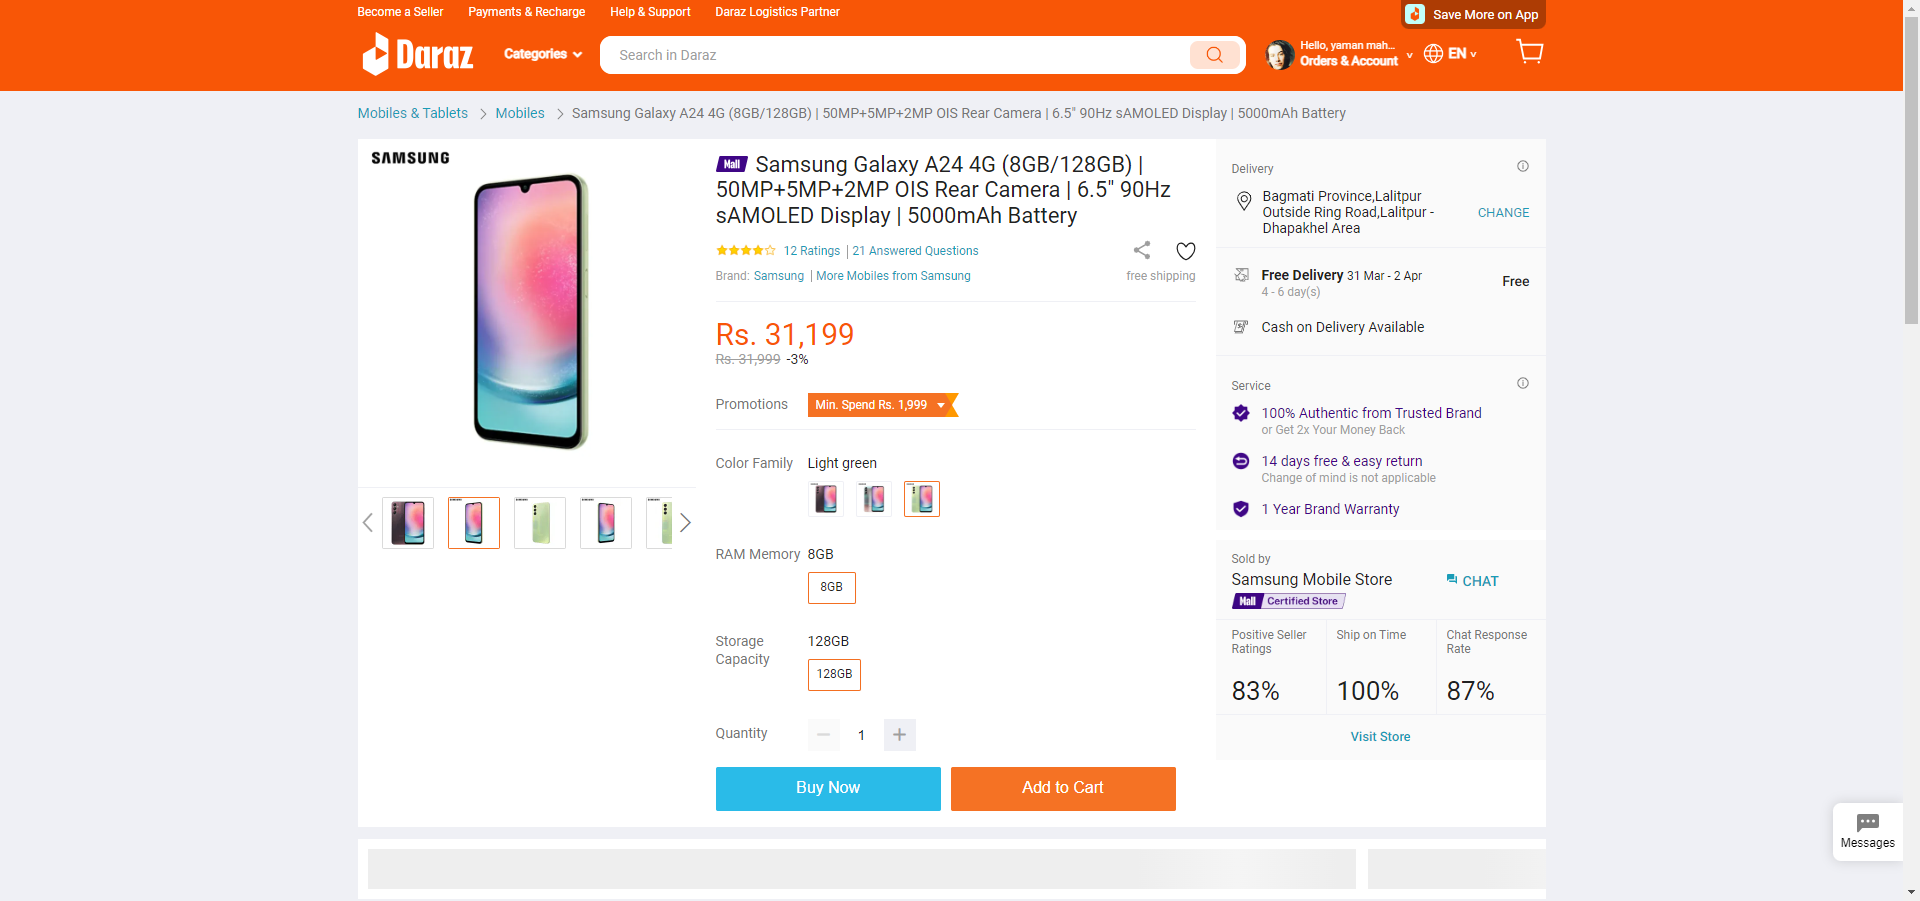 Become a Seller
Payments & Recharge
Help & Support
Daraz Logistics Partner
Save More on App
Daraz
Categories
Search in Daraz
Hello, yaman mah...
Orders & Account
EN
Mobiles & Tablets
Mobiles
Samsung Galaxy A24 4G (8GB/128GB) | 50MP+5MP+2MP OIS Rear Camera | 6.5" 90Hz sAMOLED Display | 5000mAh Battery
SAMSUNG
Mall Samsung Galaxy A24 4G (8GB/128GB) |
50MP+5MP+2MP OIS Rear Camera | 6.5" 90Hz
sAMOLED Display | 5000mAh Battery
12 Ratings | 21 Answered Questions
Brand: Samsung | More Mobiles from Samsung
free shipping
Rs. 31,199
Rs. 31,999 -3%
Promotions
Min. Spend Rs. 1,999
Color Family
Light green
RAM Memory
8GB
8GB
Storage
Capacity
128GB
128GB
Quantity
1
Buy Now
Add to Cart
Delivery
Bagmati Province,Lalitpur
Outside Ring Road,Lalitpur -
Dhapakhel Area
CHANGE
Free Delivery 31 Mar - 2 Apr
4 - 6 day(s)
Free
Cash on Delivery Available
Service
100% Authentic from Trusted Brand
or Get 2x Your Money Back
14 days free & easy return
Change of mind is not applicable
1 Year Brand Warranty
Sold by
Samsung Mobile Store
CHAT
Mall Certified Store
Positive Seller
Ratings
83%
Ship on Time
100%
Chat Response
Rate
87%
Visit Store
Messages